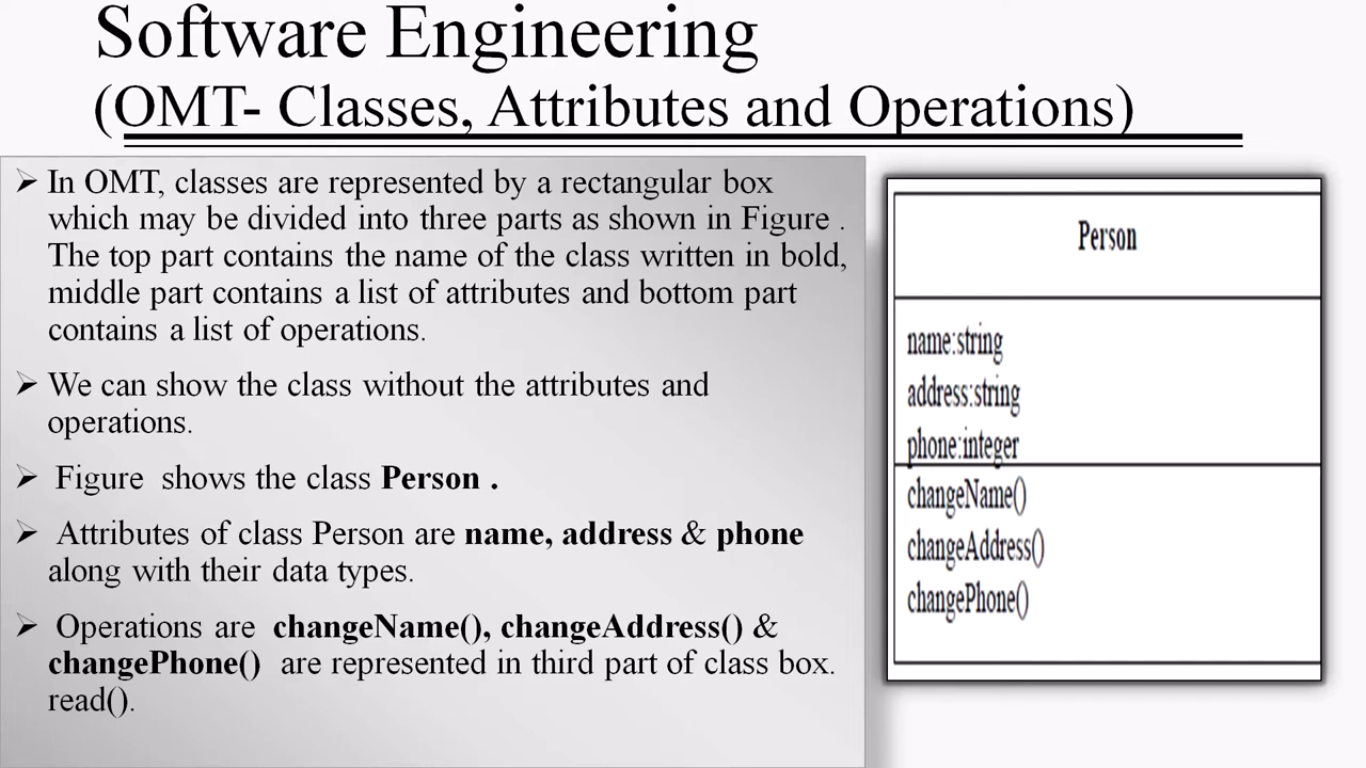 Software Engineering
(OMT- Classes, Attributes and Operations)
➢ In OMT, classes are represented by a rectangular box
which may be divided into three parts as shown in Figure .
The top part contains the name of the class written in bold,
middle part contains a list of attributes and bottom part
contains a list of operations.
➢ We can show the class without the attributes and
operations.
➢ Figure shows the class Person .
➢ Attributes of class Person are name, address & phone
along with their data types.
➢ Operations are changeName(), changeAddress() &
changePhone() are represented in third part of class box.
read().
Person
name:string
address:string
phone:integer
changeName()
changeAddress()
changePhone()